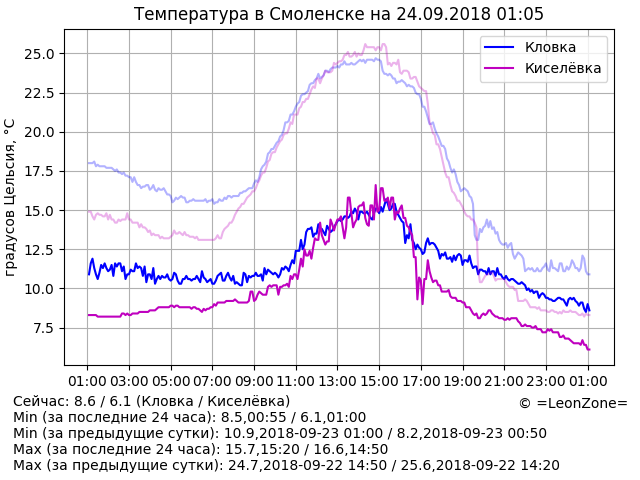 Температура в Смоленске на 24.09.2018 01:05
градусов Цельсия, °C
25.0
22.5
20.0
17.5
15.0
12.5
10.0
7.5
Кловка
Киселёвка
01:00 03:00 05:00 07:00 09:00 11:00 13:00 15:00 17:00 19:00 21:00 23:00 01:00
Сейчас: 8.6 / 6.1 (Кловка / Киселёвка)
© =LeonZone=
Min (за последние 24 часа): 8.5,00:55 / 6.1,01:00
Min (за предыдущие сутки): 10.9,2018-09-23 01:00 / 8.2,2018-09-23 00:50
Max (за последние 24 часа): 15.7,15:20 / 16.6,14:50
Max (за предыдущие сутки): 24.7,2018-09-22 14:50 / 25.6,2018-09-22 14:20